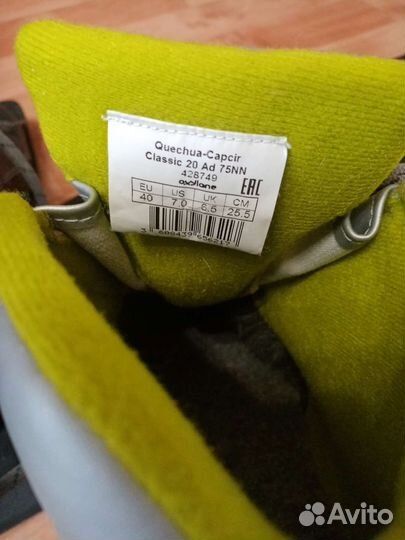 Quechua-Capcir
Classic 20 Ad 75NN
428749
oxylane
EAC
EU US UK CM
40 7.0 6.5 25.5
Avito